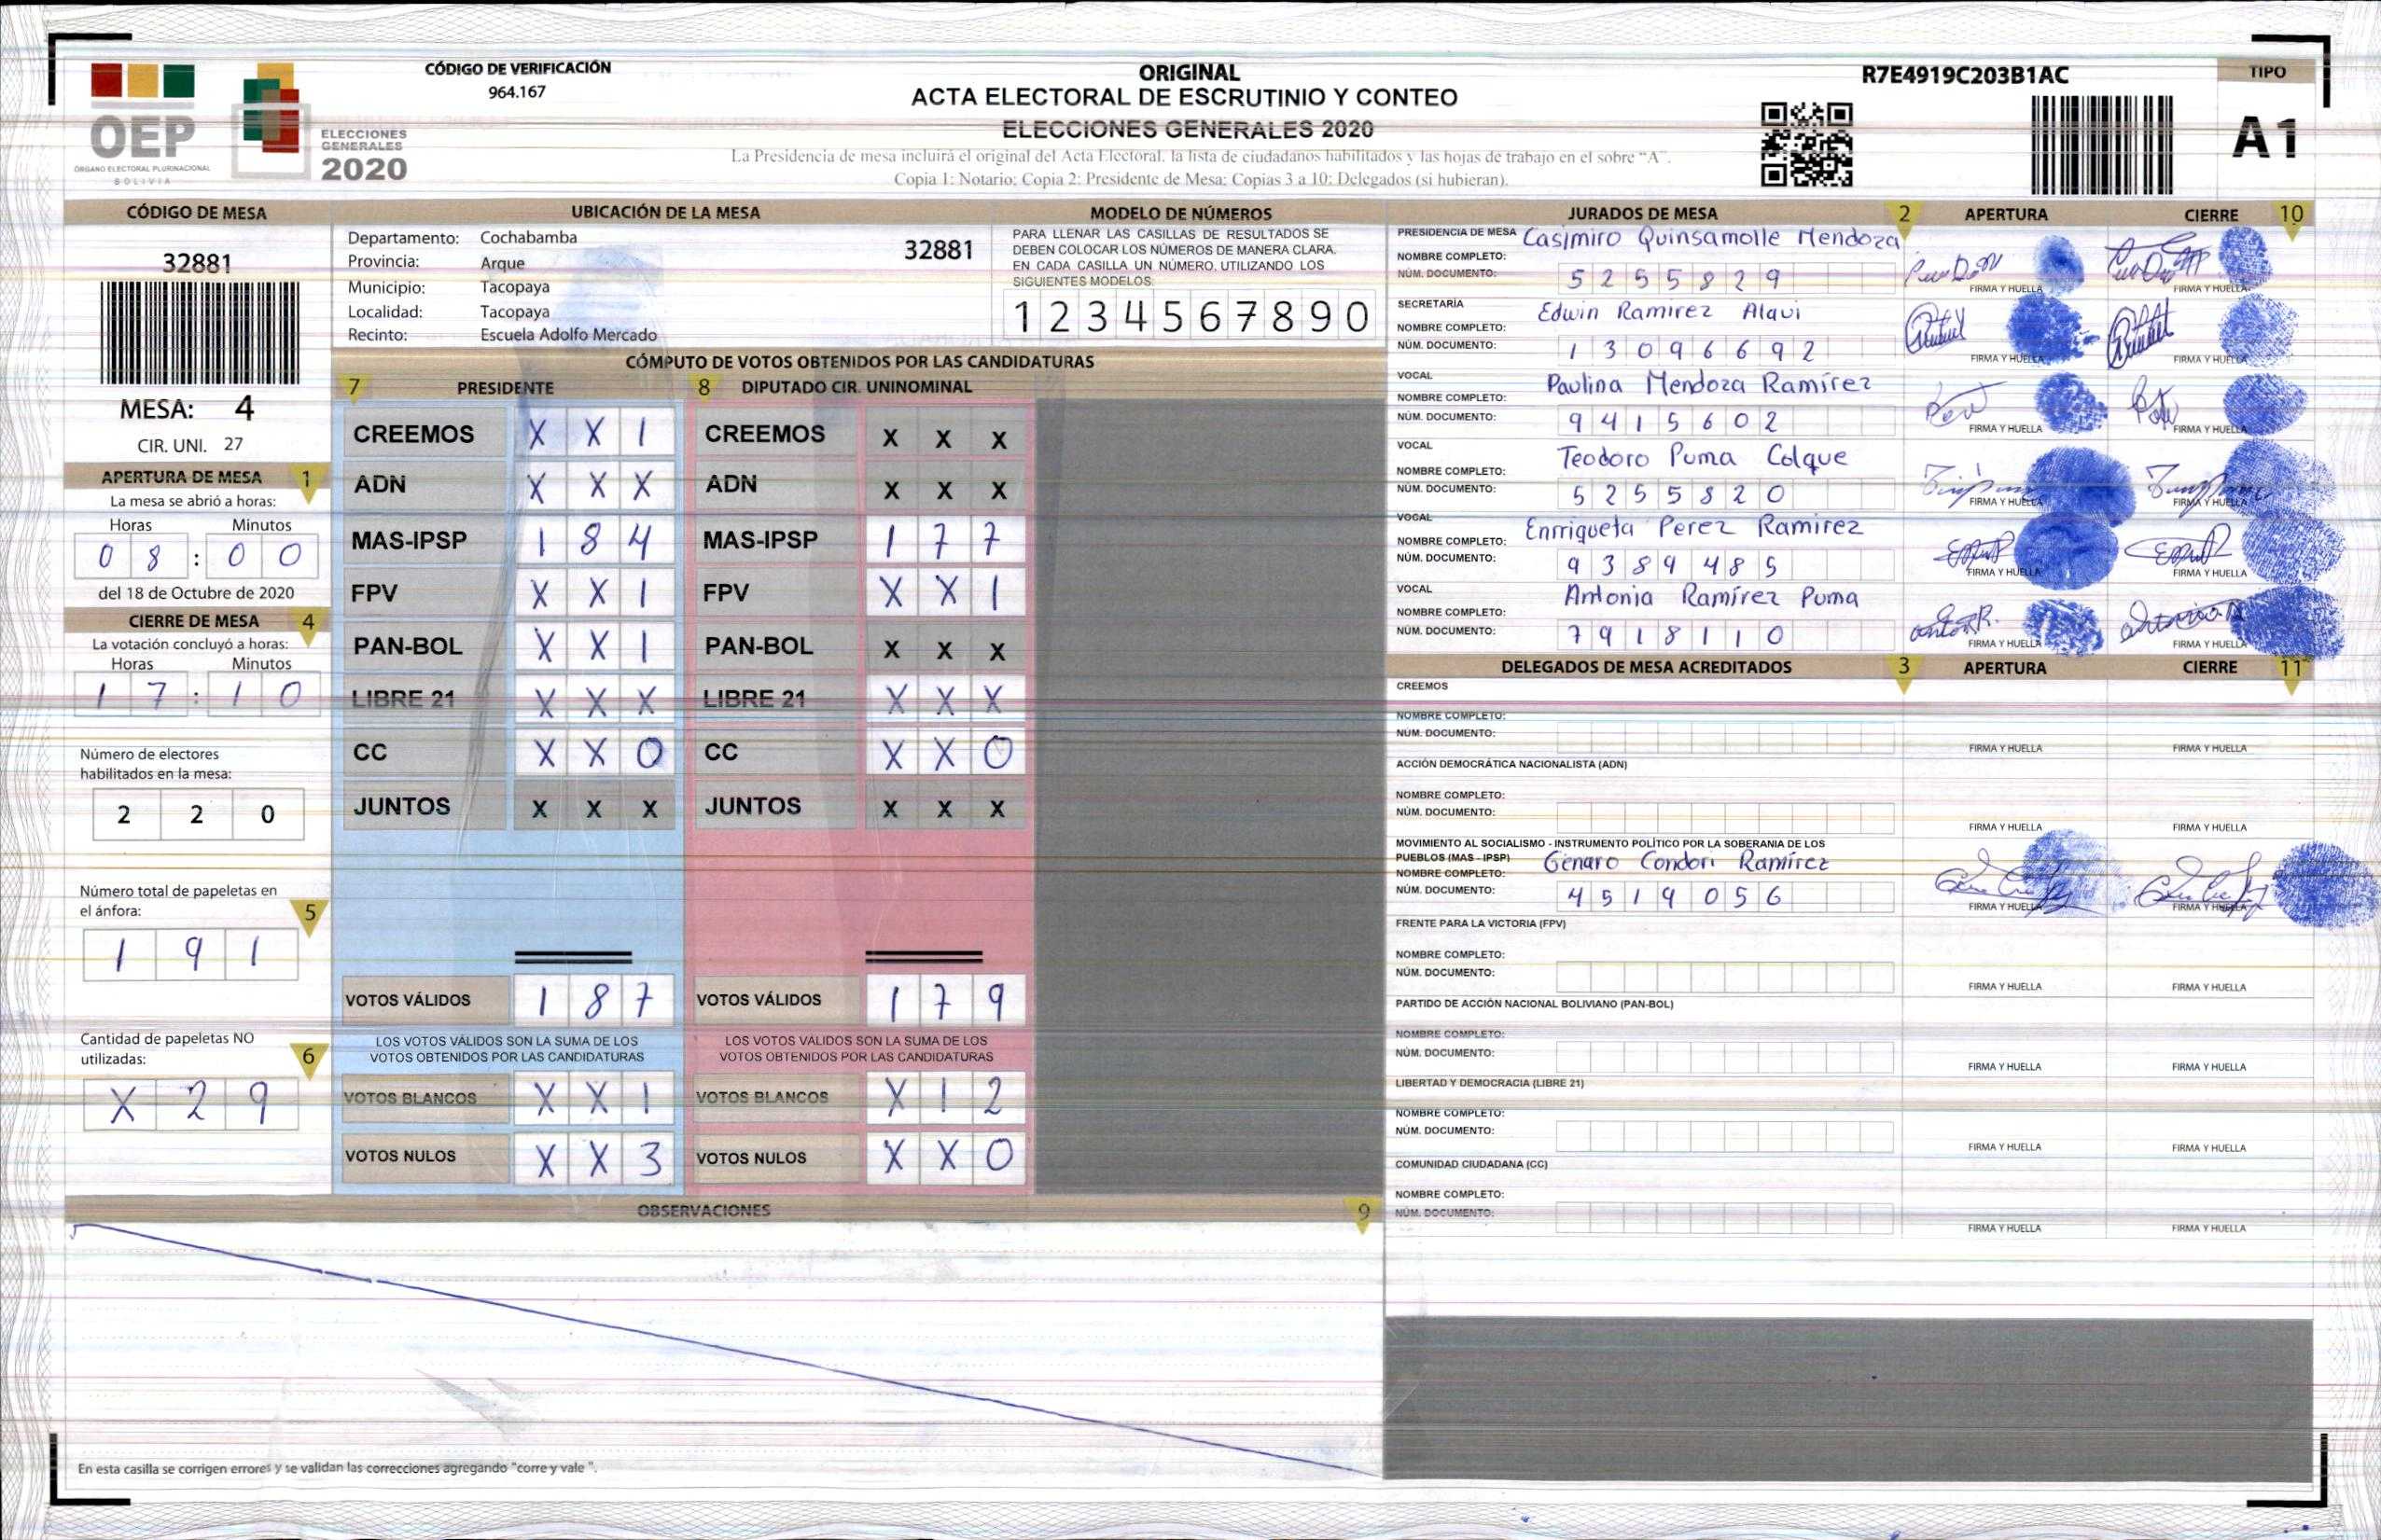 OEP
ÓRGANO ELECTORAL PLURINACIONAL
BOLIVIA
ELECCIONES
GENERALES
2020
CÓDIGO DE VERIFICACIÓN
964.167
ORIGINAL
ACTA ELECTORAL DE ESCRUTINIO Y CONTEO
ELECCIONES GENERALES 2020
La Presidencia de mesa incluirá el original del Acta Electoral, la lista de ciudadanos habilitados y las hojas de trabajo en el sobre “A”.
Copia 1: Notario; Copia 2: Presidente de Mesa; Copias 3 a 10: Delegados (si hubieran).
R7E4919C203B1AC
TIPO
A1
CÓDIGO DE MESA
32881
MESA: 4
CIR. UNI. 27
APERTURA DE MESA 1
La mesa se abrió a horas:
Horas Minutos
0 8 : 0 0
del 18 de Octubre de 2020
CIERRE DE MESA 4
La votación concluyó a horas:
Horas Minutos
1 7 : 1 0
Número de electores
habilitados en la mesa:
2 2 0
Número total de papeletas en
el ánfora: 5
1 9 1
Cantidad de papeletas NO
utilizadas: 6
X 2 9
UBICACIÓN DE LA MESA
Departamento: Cochabamba
32881
Provincia: Arque
Municipio: Tacopaya
Localidad: Tacopaya
Recinto: Escuela Adolfo Mercado
MODELO DE NÚMEROS
PARA LLENAR LAS CASILLAS DE RESULTADOS SE
DEBEN COLOCAR LOS NÚMEROS DE MANERA CLARA.
EN CADA CASILLA UN NÚMERO, UTILIZANDO LOS
SIGUIENTES MODELOS:
1 2 3 4 5 6 7 8 9 0
CÓMPUTO DE VOTOS OBTENIDOS POR LAS CANDIDATURAS
7 PRESIDENTE 8 DIPUTADO CIR. UNINOMINAL
CREEMOS X X 1 CREEMOS X X X
ADN X X X ADN X X X
MAS-IPSP 1 8 4 MAS-IPSP 1 7 7
FPV X X 1 FPV X X 1
PAN-BOL X X 1 PAN-BOL X X X
LIBRE 21 X X X LIBRE 21 X X X
CC X X 0 CC X X 0
JUNTOS X X X JUNTOS X X X
VOTOS VÁLIDOS 1 8 7 VOTOS VÁLIDOS 1 7 9
LOS VOTOS VÁLIDOS SON LA SUMA DE LOS LOS VOTOS VÁLIDOS SON LA SUMA DE LOS
VOTOS OBTENIDOS POR LAS CANDIDATURAS VOTOS OBTENIDOS POR LAS CANDIDATURAS
VOTOS BLANCOS X X 1 VOTOS BLANCOS X 1 2
VOTOS NULOS X X 3 VOTOS NULOS X X 0
OBSERVACIONES 9
En esta casilla se corrigen errores y se validan las correcciones agregando "corre y vale ".
JURADOS DE MESA 2 APERTURA CIERRE 10
PRESIDENCIA DE MESA Casimiro Quinsamolle Mendoza
NOMBRE COMPLETO:
NÚM. DOCUMENTO: 5 2 5 5 8 2 9
FIRMA Y HUELLA FIRMA Y HUELLA
SECRETARÍA Edwin Ramirez Alavi
NOMBRE COMPLETO:
NÚM. DOCUMENTO: 1 3 0 9 6 6 9 2
FIRMA Y HUELLA FIRMA Y HUELLA
VOCAL Paulina Mendoza Ramírez
NOMBRE COMPLETO:
NÚM. DOCUMENTO: 9 4 1 5 6 0 2
FIRMA Y HUELLA FIRMA Y HUELLA
VOCAL Teodoro Puma Colque
NOMBRE COMPLETO:
NÚM. DOCUMENTO: 5 2 5 5 8 2 0
FIRMA Y HUELLA FIRMA Y HUELLA
VOCAL Enrriqueta Perez Ramirez
NOMBRE COMPLETO:
NÚM. DOCUMENTO: 9 3 8 9 4 8 5
FIRMA Y HUELLA FIRMA Y HUELLA
VOCAL Antonia Ramírez Puma
NOMBRE COMPLETO:
NÚM. DOCUMENTO: 7 9 1 8 1 1 0
FIRMA Y HUELLA FIRMA Y HUELLA
DELEGADOS DE MESA ACREDITADOS 3 APERTURA CIERRE 11
CREEMOS
NOMBRE COMPLETO:
NÚM. DOCUMENTO:
FIRMA Y HUELLA FIRMA Y HUELLA
ACCIÓN DEMOCRÁTICA NACIONALISTA (ADN)
NOMBRE COMPLETO:
NÚM. DOCUMENTO:
FIRMA Y HUELLA FIRMA Y HUELLA
MOVIMIENTO AL SOCIALISMO - INSTRUMENTO POLÍTICO POR LA SOBERANIA DE LOS
PUEBLOS (MAS - IPSP) Genaro Condori Ramírez
NOMBRE COMPLETO:
NÚM. DOCUMENTO: 4 5 1 9 0 5 6
FIRMA Y HUELLA FIRMA Y HUELLA
FRENTE PARA LA VICTORIA (FPV)
NOMBRE COMPLETO:
NÚM. DOCUMENTO:
FIRMA Y HUELLA FIRMA Y HUELLA
PARTIDO DE ACCIÓN NACIONAL BOLIVIANO (PAN-BOL)
NOMBRE COMPLETO:
NÚM. DOCUMENTO:
FIRMA Y HUELLA FIRMA Y HUELLA
LIBERTAD Y DEMOCRACIA (LIBRE 21)
NOMBRE COMPLETO:
NÚM. DOCUMENTO:
FIRMA Y HUELLA FIRMA Y HUELLA
COMUNIDAD CIUDADANA (CC)
NOMBRE COMPLETO:
NÚM. DOCUMENTO:
FIRMA Y HUELLA FIRMA Y HUELLA